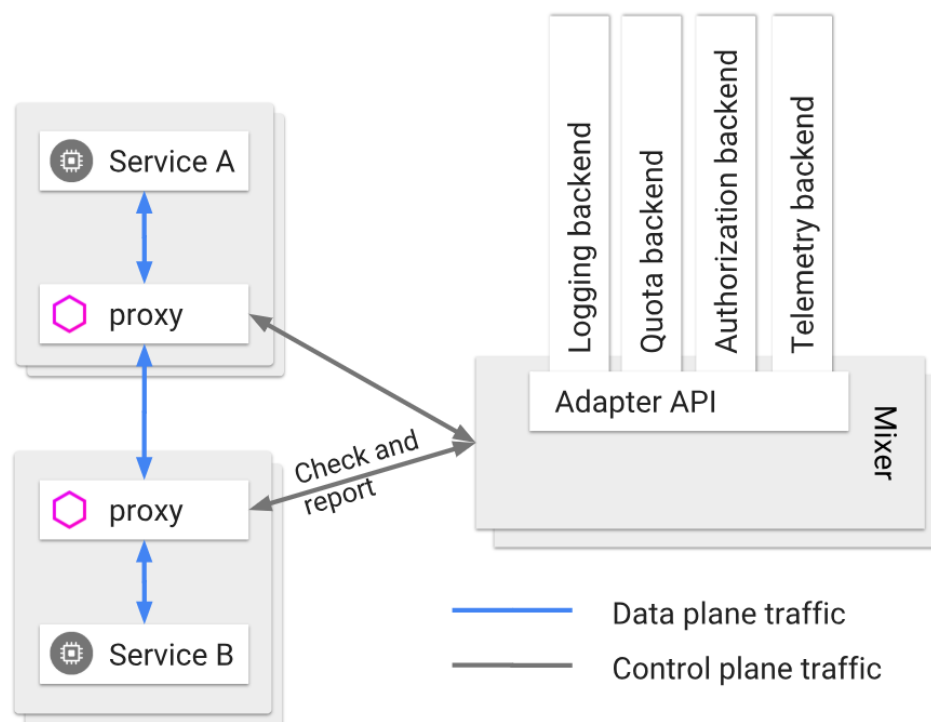 Service A
proxy
proxy
Service B
Check and
report
Logging backend
Quota backend
Authorization backend
Telemetry backend
Adapter API
Mixer
Data plane traffic
Control plane traffic